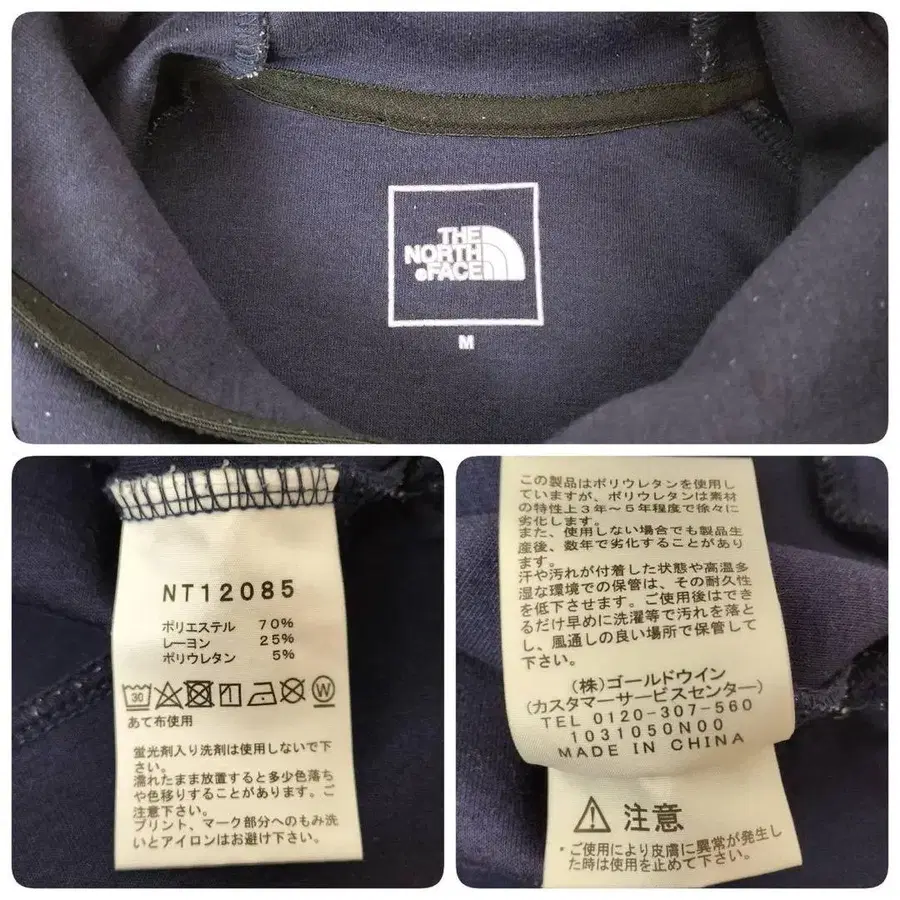 THE
NORTH
FACE
M
NT12085
ポリエステル 70%
レーヨン 25%
ポリウレタン 5%
30
W
あて布使用
蛍光剤入り洗剤は使用しないで下
さい。
濡れたまま放置すると多少色落ち
や色移りすることがあります。ご
注意下さい。
プリント、マーク部分へのもみ洗
いとアイロンはお避け下さい。
この製品はポリウレタンを使用し
ていますが、ポリウレタンは素材
の特性上3年～5年程度で徐々に
劣化します。
また、使用しない場合でも製品生
産後、数年で劣化することがあり
ます。
汗や汚れが付着した状態や高温多
湿な環境での保管は、その耐久性
を低下させます。ご使用後はでき
るだけ早めに洗濯等で汚れを落と
し、風通しの良い場所で保管して
下さい。
(株)ゴールドウイン
(カスタマーサービスセンター)
TEL 0120-307-560
1031050N00
MADE IN CHINA
注意
*ご使用により皮膚に異常が発生し
た時は使用を止めて下さい。